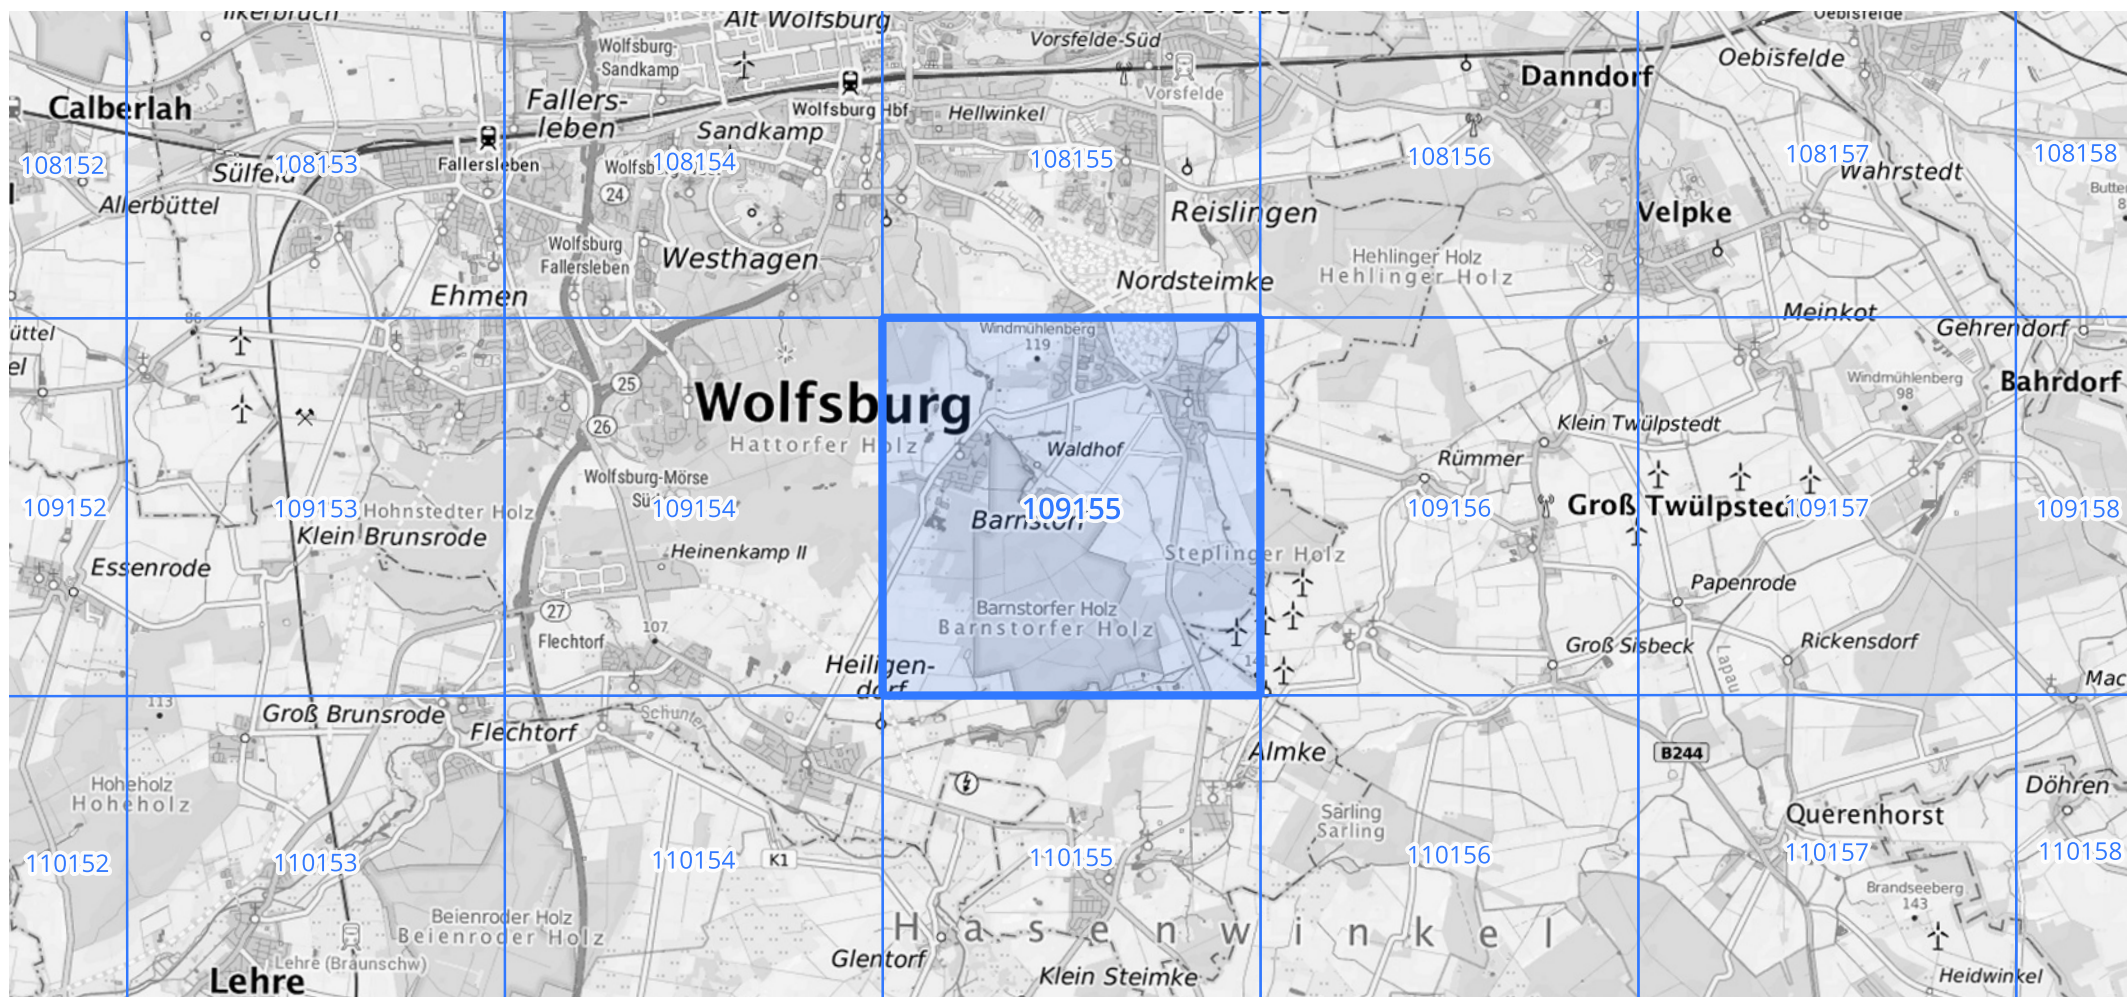 Alt Wolfsburg
Wolfsburg-
-Sandkamp
Vorsfelde-Süd
Oebisfelde
Oebisfelde
Danndorf
Calberlah
Fallers-
leben
Wolfsburg Hbf
Hellwinkel
Vorsfelde
Sandkamp
Fallersleben
108152
108153
108154
108155
108156
108157
108158
Sülfeld
Wahrstedt
Allerbüttel
24
Reislingen
Velpke
Wolfsburg
Fallersleben
Westhagen
Hehlinger Holz
Hehlinger Holz
Nordsteimke
Ehmen
Meinkot
86
Windmühlenberg
119
Gehrendorf
üttel
el
25
Wolfsburg
Windmühlenberg
98
Bahrdorf
26
Hattorfer Holz
Waldhof
Klein Twülpstedt
Rümmer
Wolfsburg-Mörse
109152
109153
109154
109155
109156
109157
109158
Hohnstedter Holz
Klein Brunsrode
Barnstorf
Groß Twülpsted
Essenrode
Heinenkamp II
Steplinger Holz
Papenrode
27
Flechtorf
107
Barnstorfer Holz
Barnstorfer Holz
Groß Sisbeck
Rickensdorf
Lapau
Heiligen-
dorf
141
Mac
113
Groß Brunsrode
Flechtorf
Schunter
Almke
B244
Hoheholz
Hoheholz
Sarling
Sarling
Döhren
Querenhorst
110152
110153
110154
K1
110155
110156
110157
110158
Brandseeberg
143
Beienroder Holz
Beienroder Holz
Hasenwinkel
Glentorf
Lehre (Braunschw)
Lehre
Klein Steimke
Heidwinkel